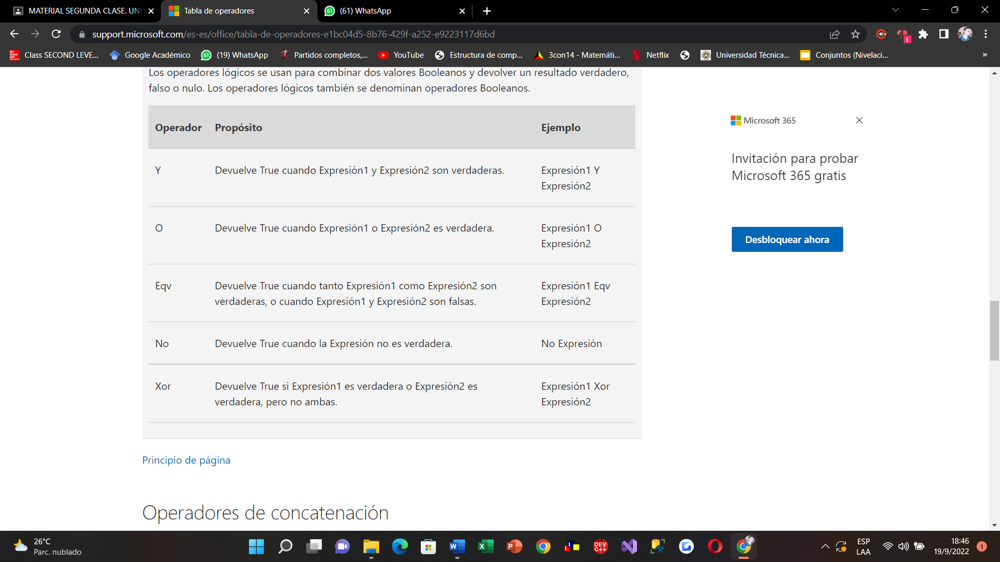 MATERIAL SEGUNDA CLASE. UNI
Tabla de operadores
(61) WhatsApp
support.microsoft.com/es-es/office/tabla-de-operadores-e1bc04d5-8b76-429f-a252-e9223117d6bd
Class SECOND LEVE...
Google Académico
(19) WhatsApp
Partidos completos,...
YouTube
Estructura de comp...
3con14 - Matemáti...
Netflix
Universidad Técnica...
Conjuntos (Nivelaci...
»
Los operadores lógicos se usan para combinar dos valores Booleanos y devolver un resultado verdadero,
falso o nulo. Los operadores lógicos también se denominan operadores Booleanos.
Operador Propósito Ejemplo
Y Devuelve True cuando Expresión1 y Expresión2 son verdaderas. Expresión1 Y
Expresión2
O Devuelve True cuando Expresión1 o Expresión2 es verdadera. Expresión1 O
Expresión2
Eqv Devuelve True cuando tanto Expresión1 como Expresión2 son Expresión1 Eqv
verdaderas, o cuando Expresión1 y Expresión2 son falsas. Expresión2
No Devuelve True cuando la Expresión no es verdadera. No Expresión
Xor Devuelve True si Expresión1 es verdadera o Expresión2 es Expresión1 Xor
verdadera, pero no ambas. Expresión2
Principio de página
Operadores de concatenación
Microsoft 365
Invitación para probar
Microsoft 365 gratis
Desbloquear ahora
26°C
Parc. nublado
DEV
C++
ESP
LAA
18:46
19/9/2022
1